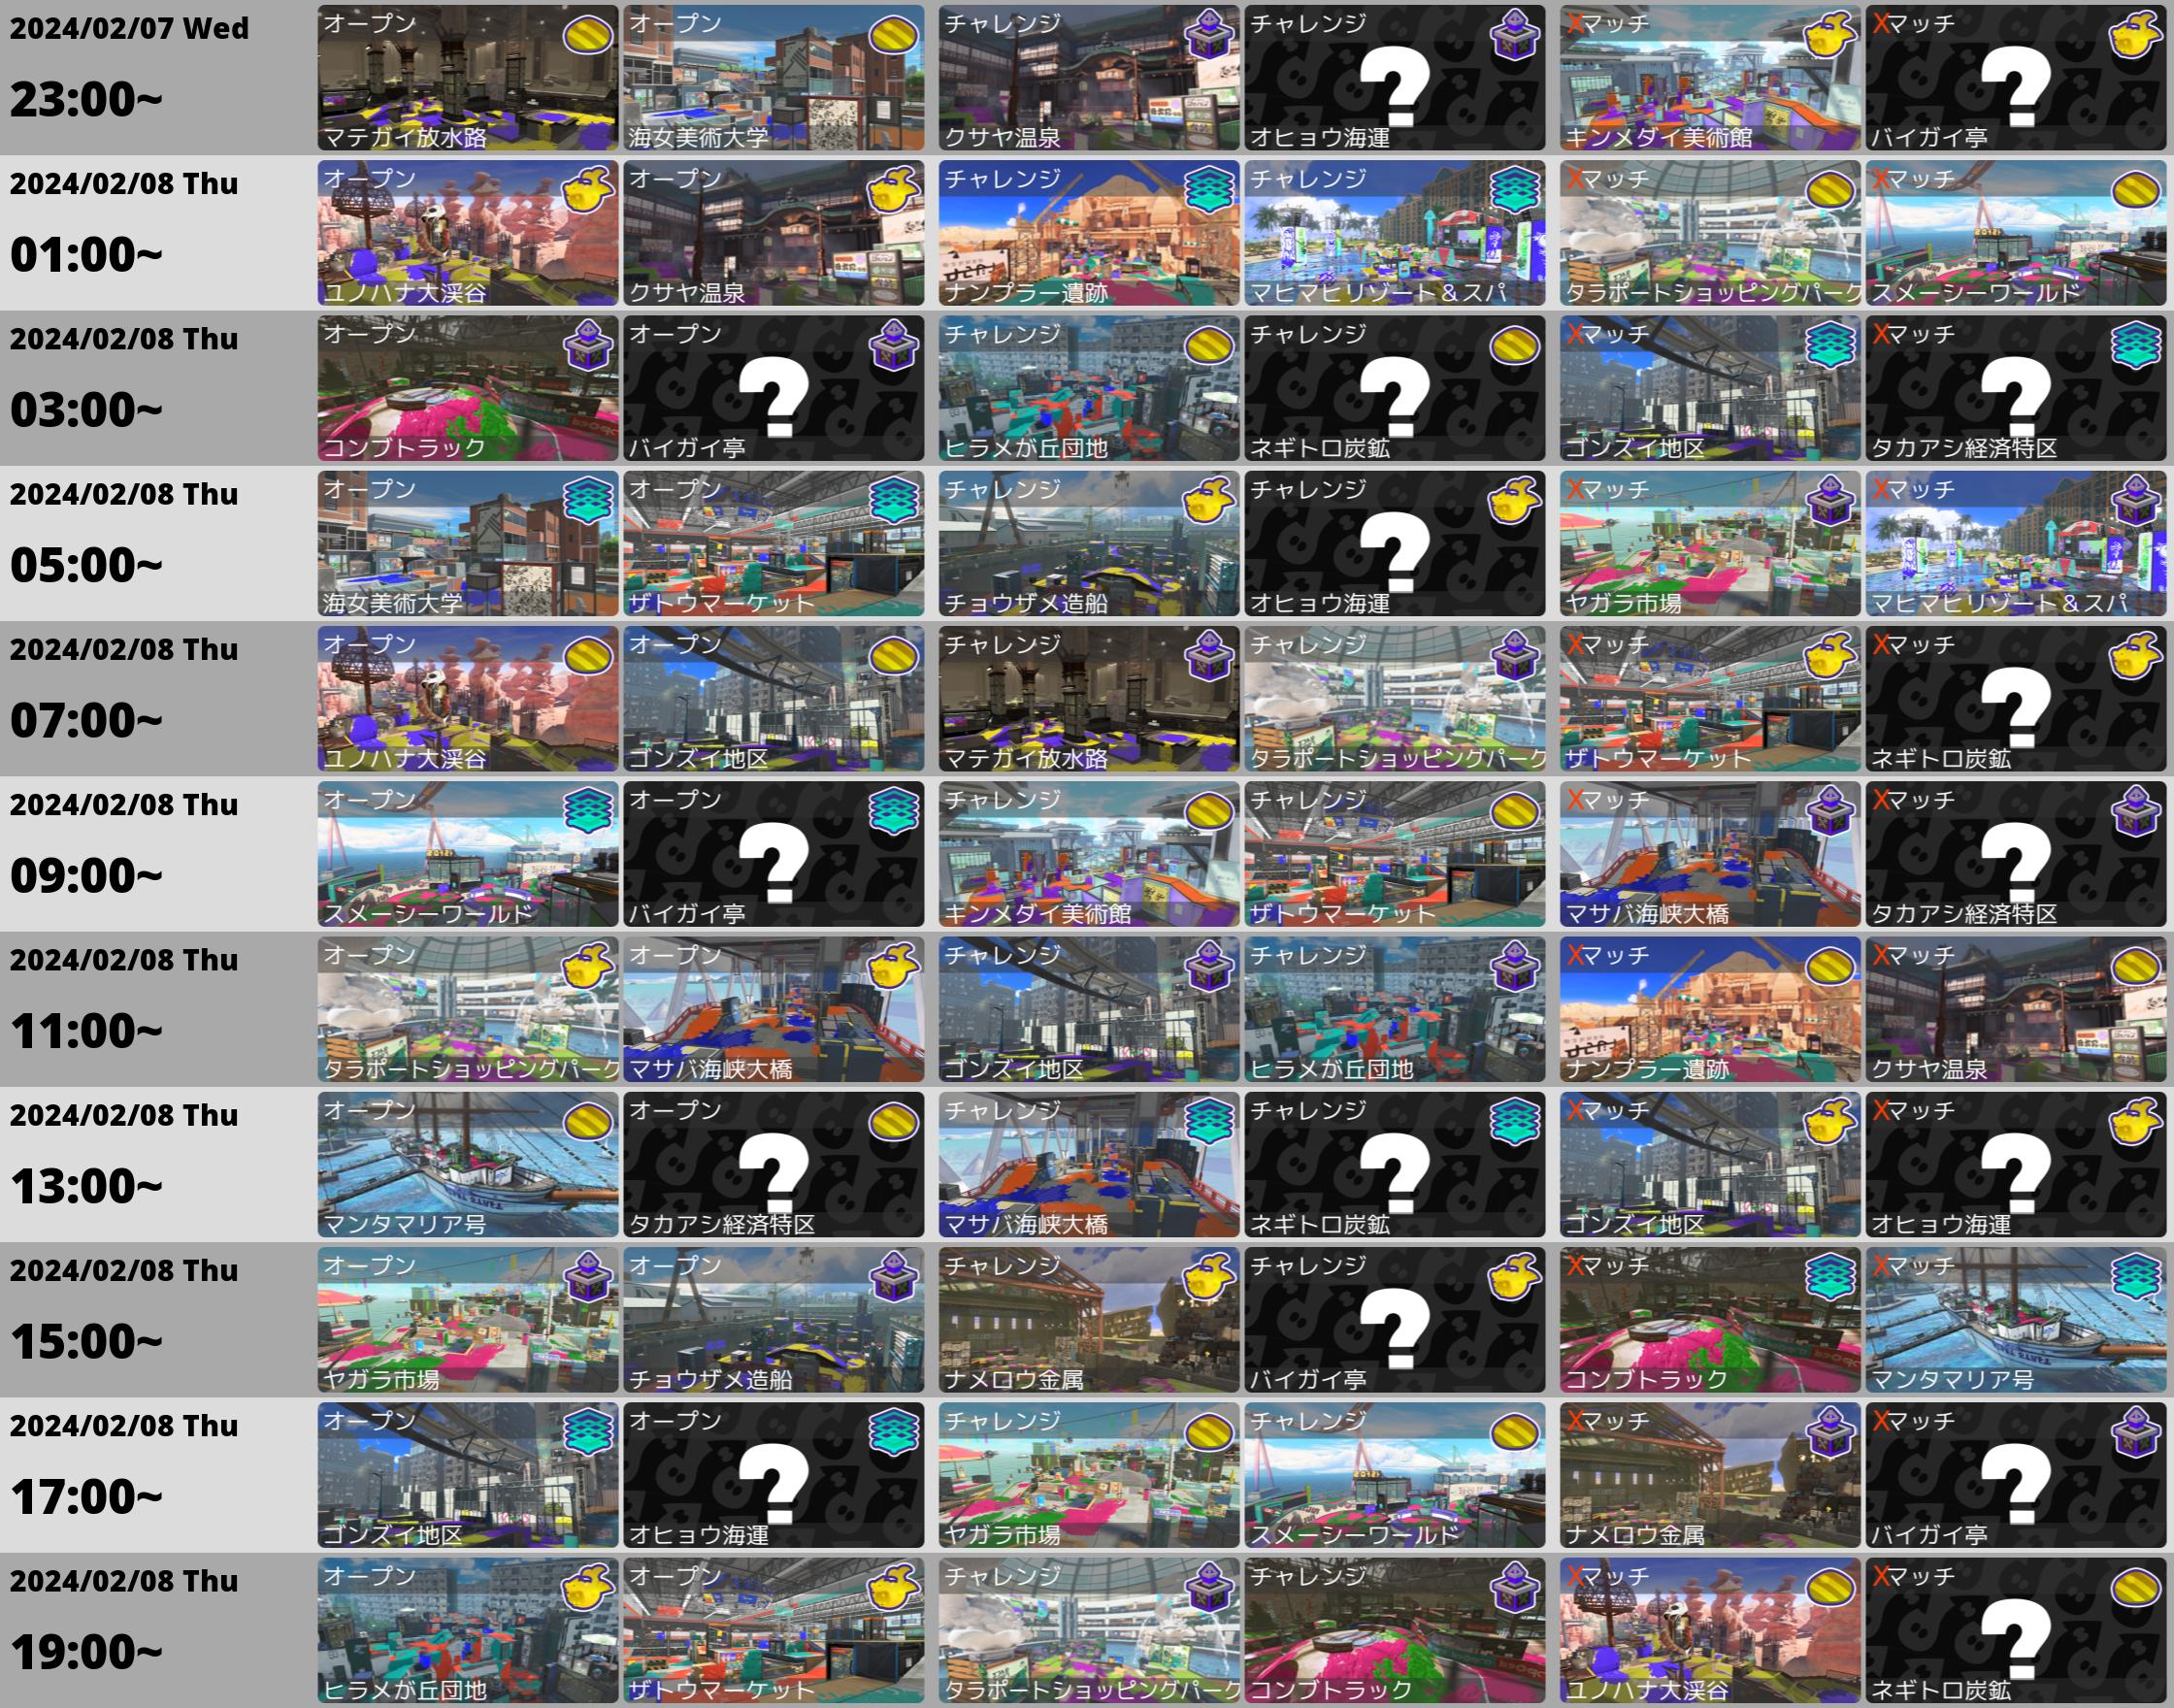 2024/02/07 Wed
23:00~
オープン
マテガイ放水路
オープン
海女美術大学
チャレンジ
クサヤ温泉
チャレンジ
?
オヒョウ海運
Xマッチ
キンメダイ美術館
Xマッチ
?
バイガイ亭
2024/02/08 Thu
01:00~
オープン
ユノハナ大渓谷
オープン
クサヤ温泉
チャレンジ
ナンプラー遺跡
チャレンジ
マヒマヒリゾート&スパ
Xマッチ
タラポートショッピングパーク
Xマッチ
スメーシーワールド
2024/02/08 Thu
03:00~
オープン
コンブトラック
オープン
?
バイガイ亭
チャレンジ
ヒラメが丘団地
チャレンジ
?
ネギトロ炭鉱
Xマッチ
ゴンズイ地区
Xマッチ
?
タカアシ経済特区
2024/02/08 Thu
05:00~
オープン
海女美術大学
オープン
ザトウマーケット
チャレンジ
チョウザメ造船
チャレンジ
?
オヒョウ海運
Xマッチ
ヤガラ市場
Xマッチ
マヒマヒリゾート&スパ
2024/02/08 Thu
07:00~
オープン
ユノハナ大渓谷
オープン
ゴンズイ地区
チャレンジ
マテガイ放水路
チャレンジ
タラポートショッピングパーク
Xマッチ
ザトウマーケット
Xマッチ
?
ネギトロ炭鉱
2024/02/08 Thu
09:00~
オープン
スメーシーワールド
オープン
?
バイガイ亭
チャレンジ
キンメダイ美術館
チャレンジ
ザトウマーケット
Xマッチ
マサバ海峡大橋
Xマッチ
?
タカアシ経済特区
2024/02/08 Thu
11:00~
オープン
タラポートショッピングパーク
オープン
マサバ海峡大橋
チャレンジ
ゴンズイ地区
チャレンジ
ヒラメが丘団地
Xマッチ
ナンプラー遺跡
Xマッチ
クサヤ温泉
2024/02/08 Thu
13:00~
オープン
マンタマリア号
オープン
?
タカアシ経済特区
チャレンジ
マサバ海峡大橋
チャレンジ
?
ネギトロ炭鉱
Xマッチ
ゴンズイ地区
Xマッチ
?
オヒョウ海運
2024/02/08 Thu
15:00~
オープン
ヤガラ市場
オープン
チョウザメ造船
チャレンジ
ナメロウ金属
チャレンジ
?
バイガイ亭
Xマッチ
コンブトラック
Xマッチ
マンタマリア号
2024/02/08 Thu
17:00~
オープン
ゴンズイ地区
オープン
?
オヒョウ海運
チャレンジ
ヤガラ市場
チャレンジ
スメーシーワールド
Xマッチ
ナメロウ金属
Xマッチ
?
バイガイ亭
2024/02/08 Thu
19:00~
オープン
ヒラメが丘団地
オープン
ザトウマーケット
チャレンジ
タラポートショッピングパーク
チャレンジ
コンブトラック
Xマッチ
ユノハナ大渓谷
Xマッチ
?
ネギトロ炭鉱